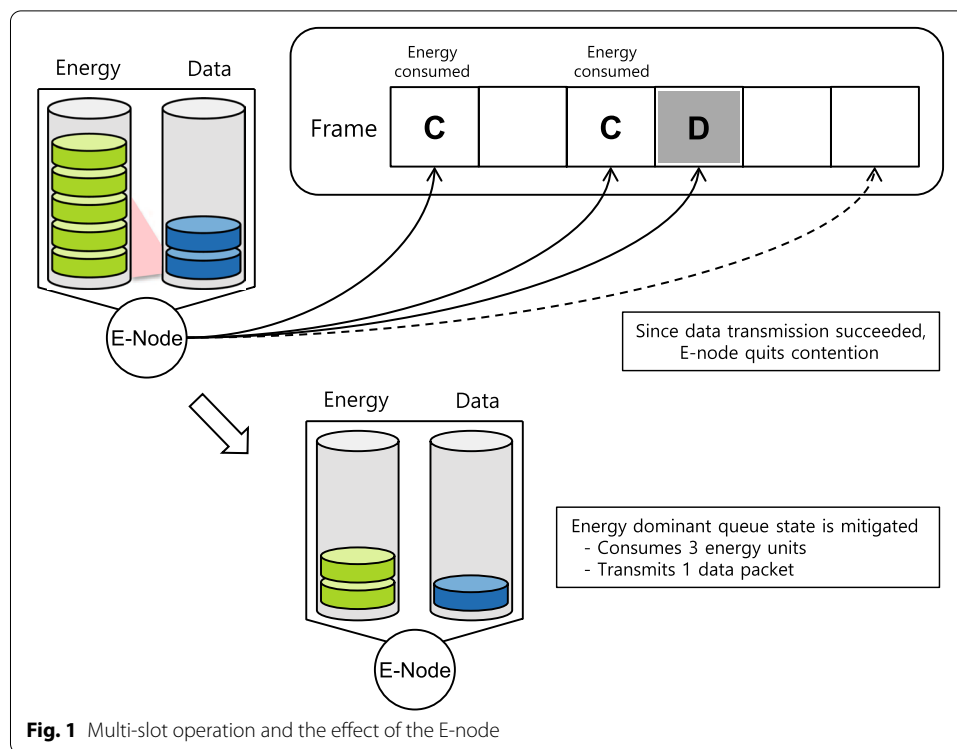 Energy Data
Energy consumed
Energy consumed
Frame
C
C
D
E-Node
Since data transmission succeeded,
E-node quits contention
Energy Data
Energy dominant queue state is mitigated
- Consumes 3 energy units
- Transmits 1 data packet
E-Node
Fig. 1 Multi-slot operation and the effect of the E-node